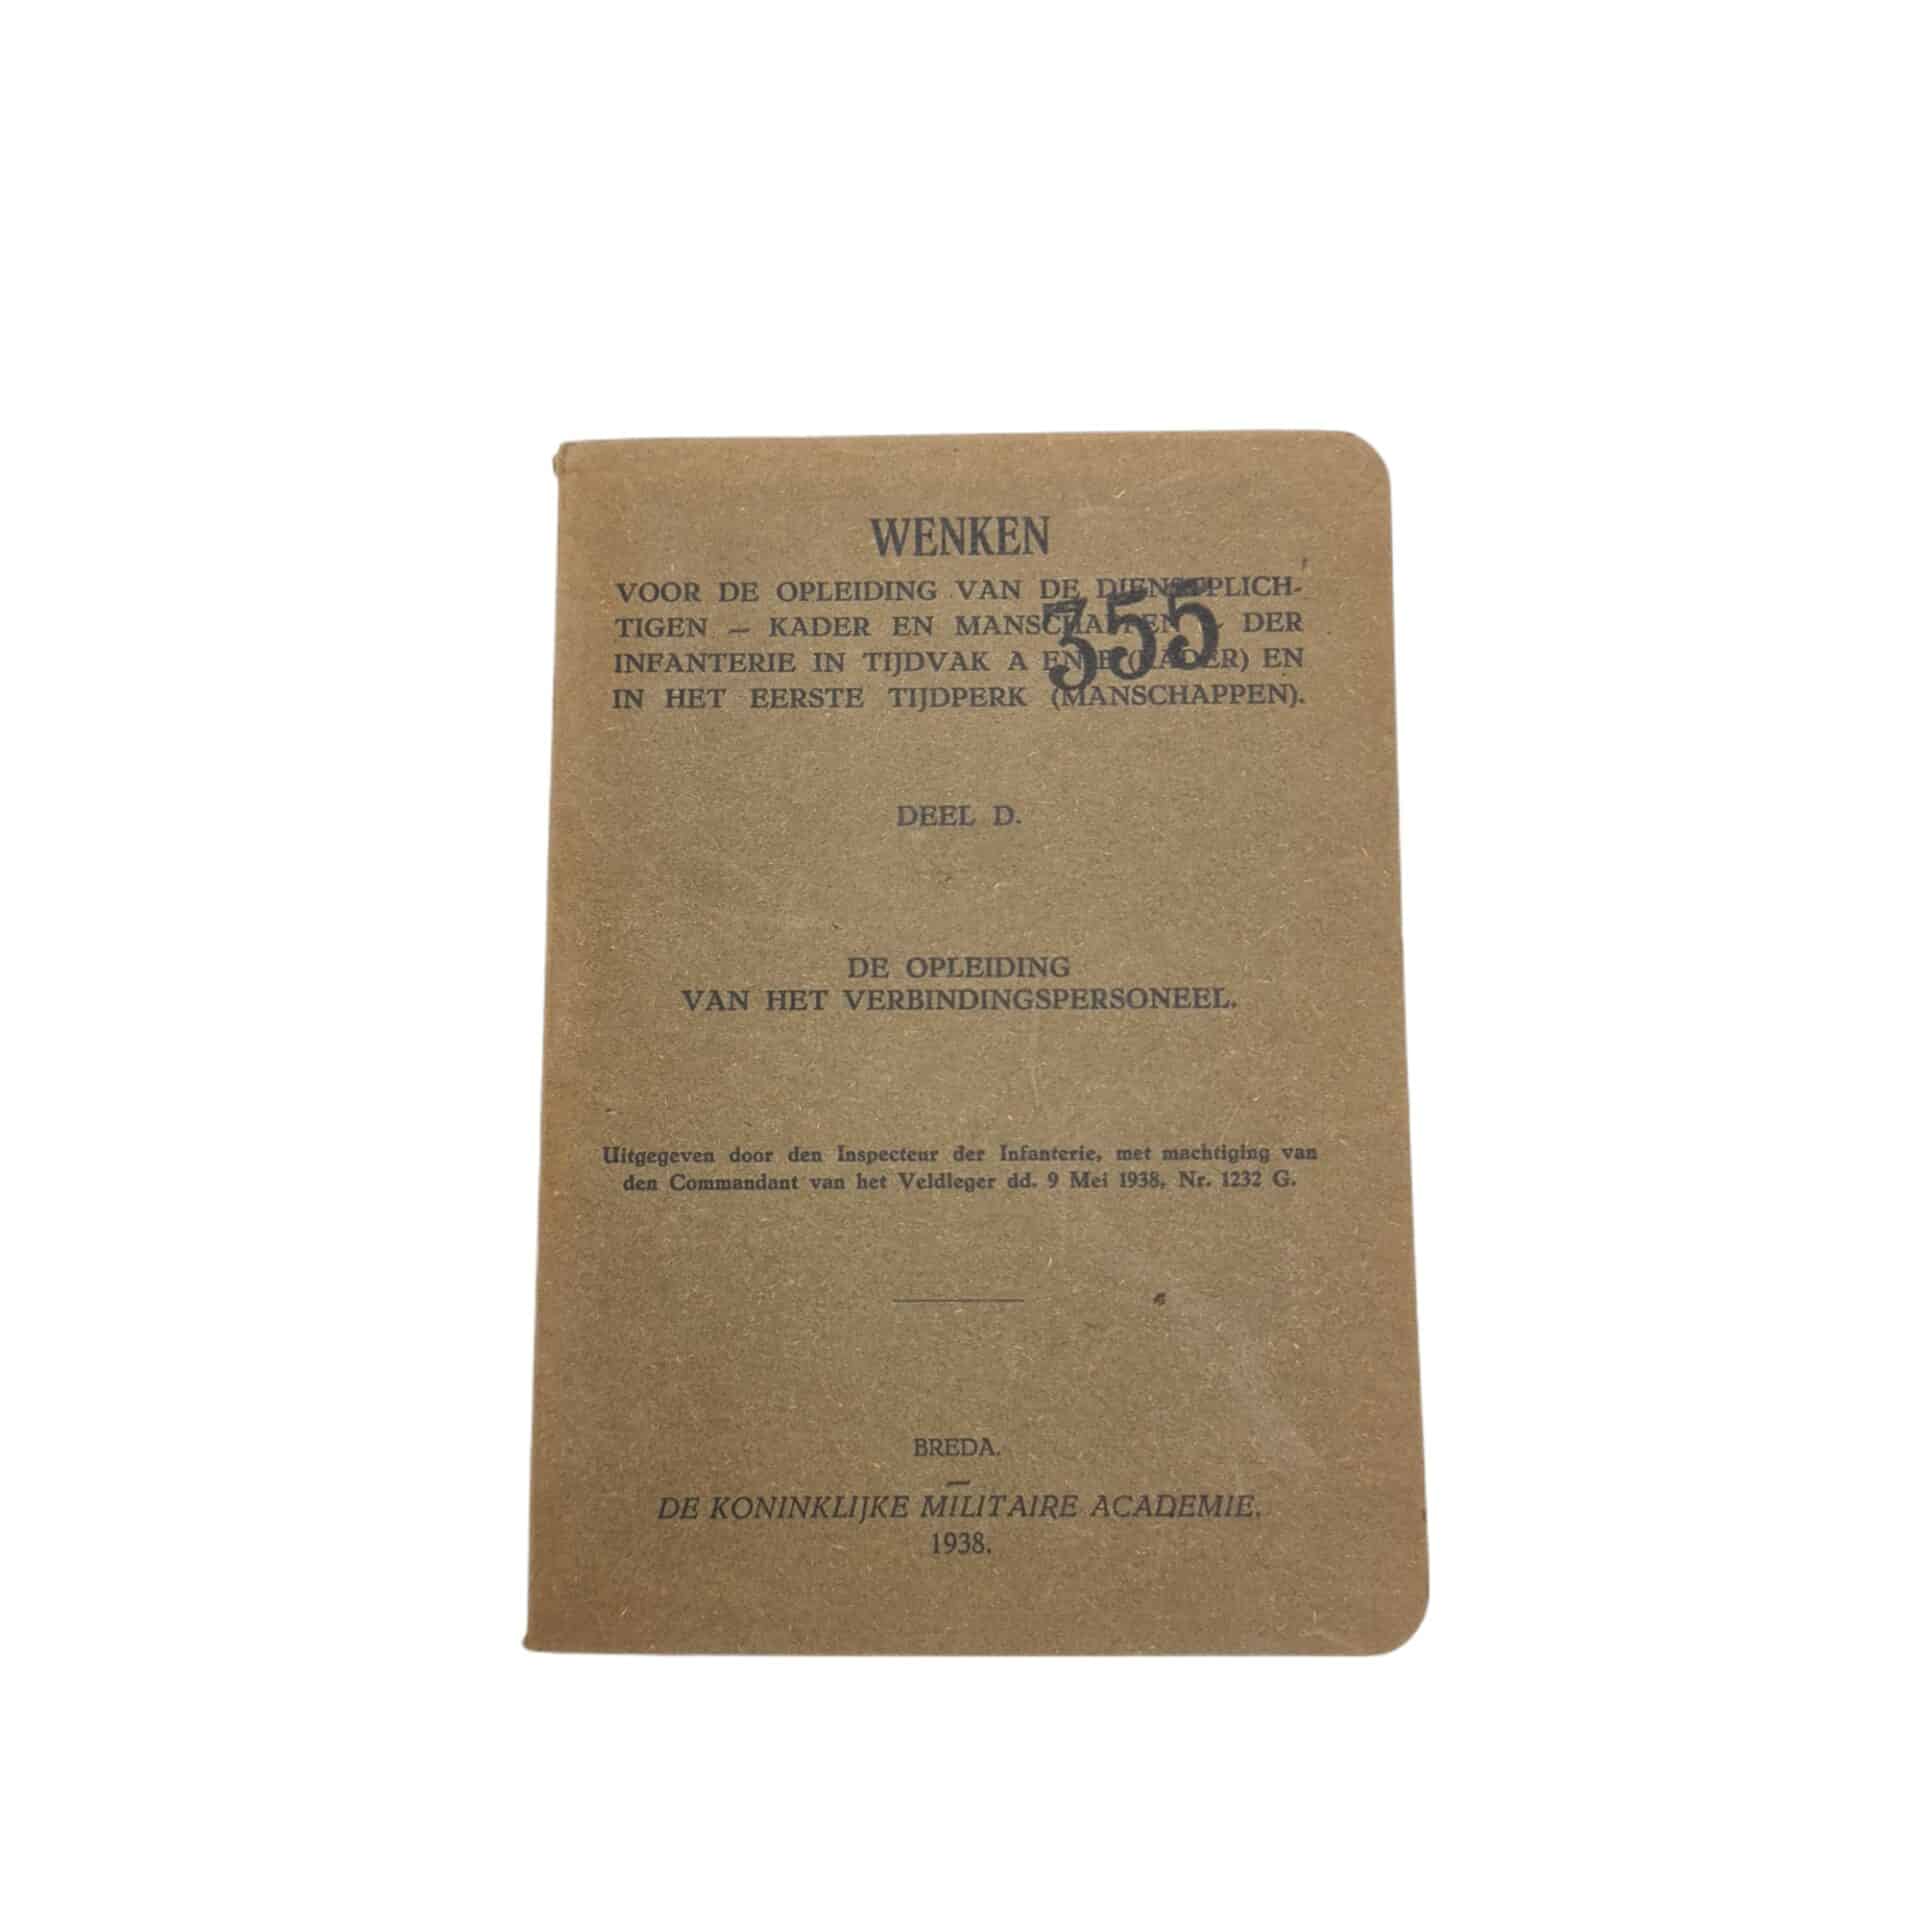 WENKEN
VOOR DE OPLEIDING VAN DE DIENSTPLICH-
TIGEN — KADER EN MANSCHAPPEN — DER
INFANTERIE IN TIJDVAK A EN B (KADER) EN
IN HET EERSTE TIJDPERK (MANSCHAPPEN).
355
DEEL D.
DE OPLEIDING
VAN HET VERBINDINGSPERSONEEL.
Uitgegeven door den Inspecteur der Infanterie, met machtiging van
den Commandant van het Veldleger dd. 9 Mei 1938, Nr. 1232 G.
BREDA.
—
DE KONINKLIJKE MILITAIRE ACADEMIE.
1938.